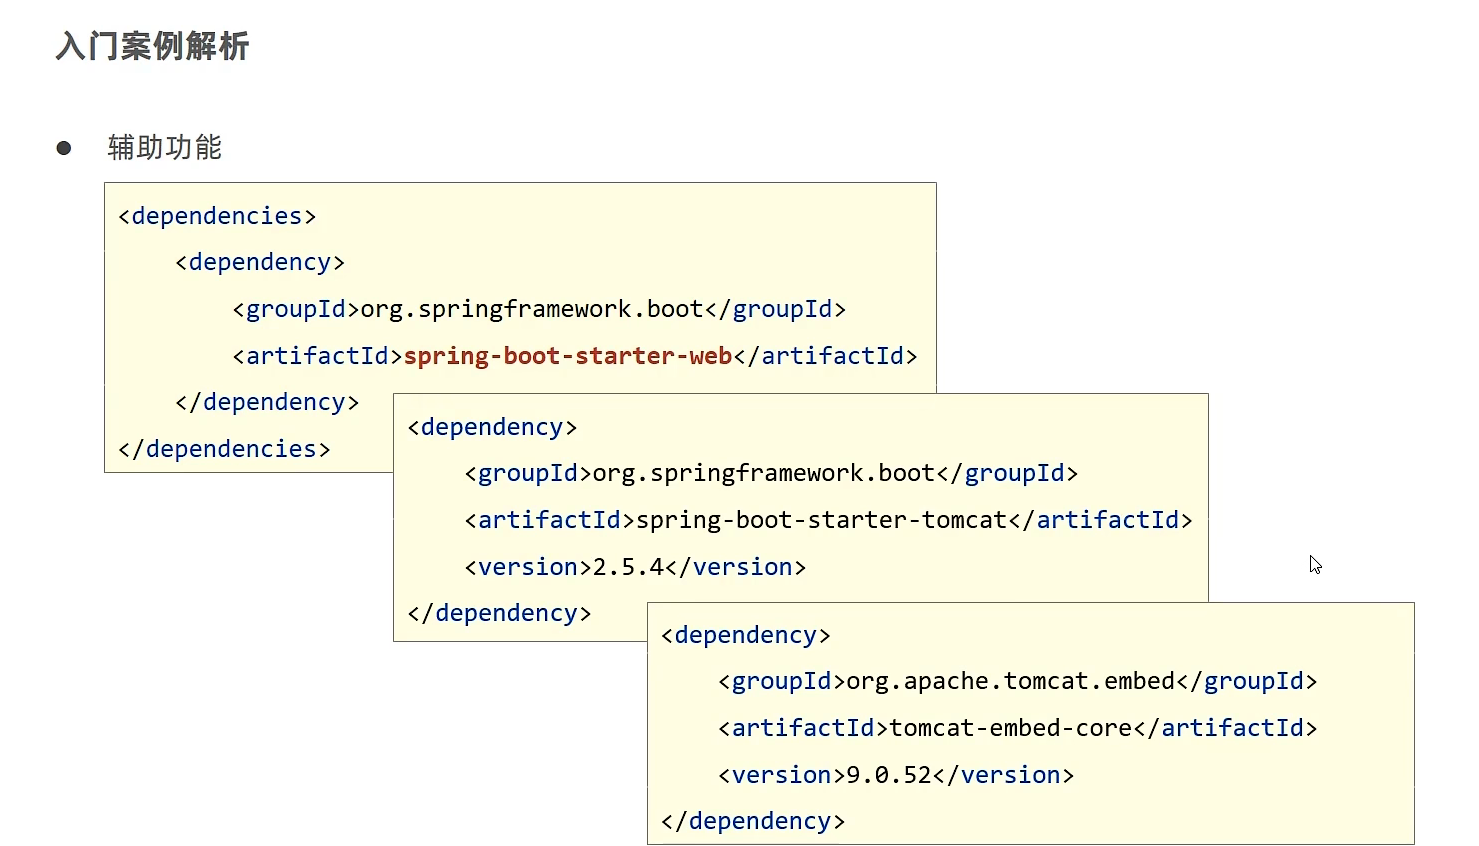 入门案例解析
● 辅助功能
<dependencies>
    <dependency>
        <groupId>org.springframework.boot</groupId>
        <artifactId>spring-boot-starter-web</artifactId>
    </dependency>
</dependencies>
<dependency>
    <groupId>org.springframework.boot</groupId>
    <artifactId>spring-boot-starter-tomcat</artifactId>
    <version>2.5.4</version>
</dependency>
<dependency>
    <groupId>org.apache.tomcat.embed</groupId>
    <artifactId>tomcat-embed-core</artifactId>
    <version>9.0.52</version>
</dependency>